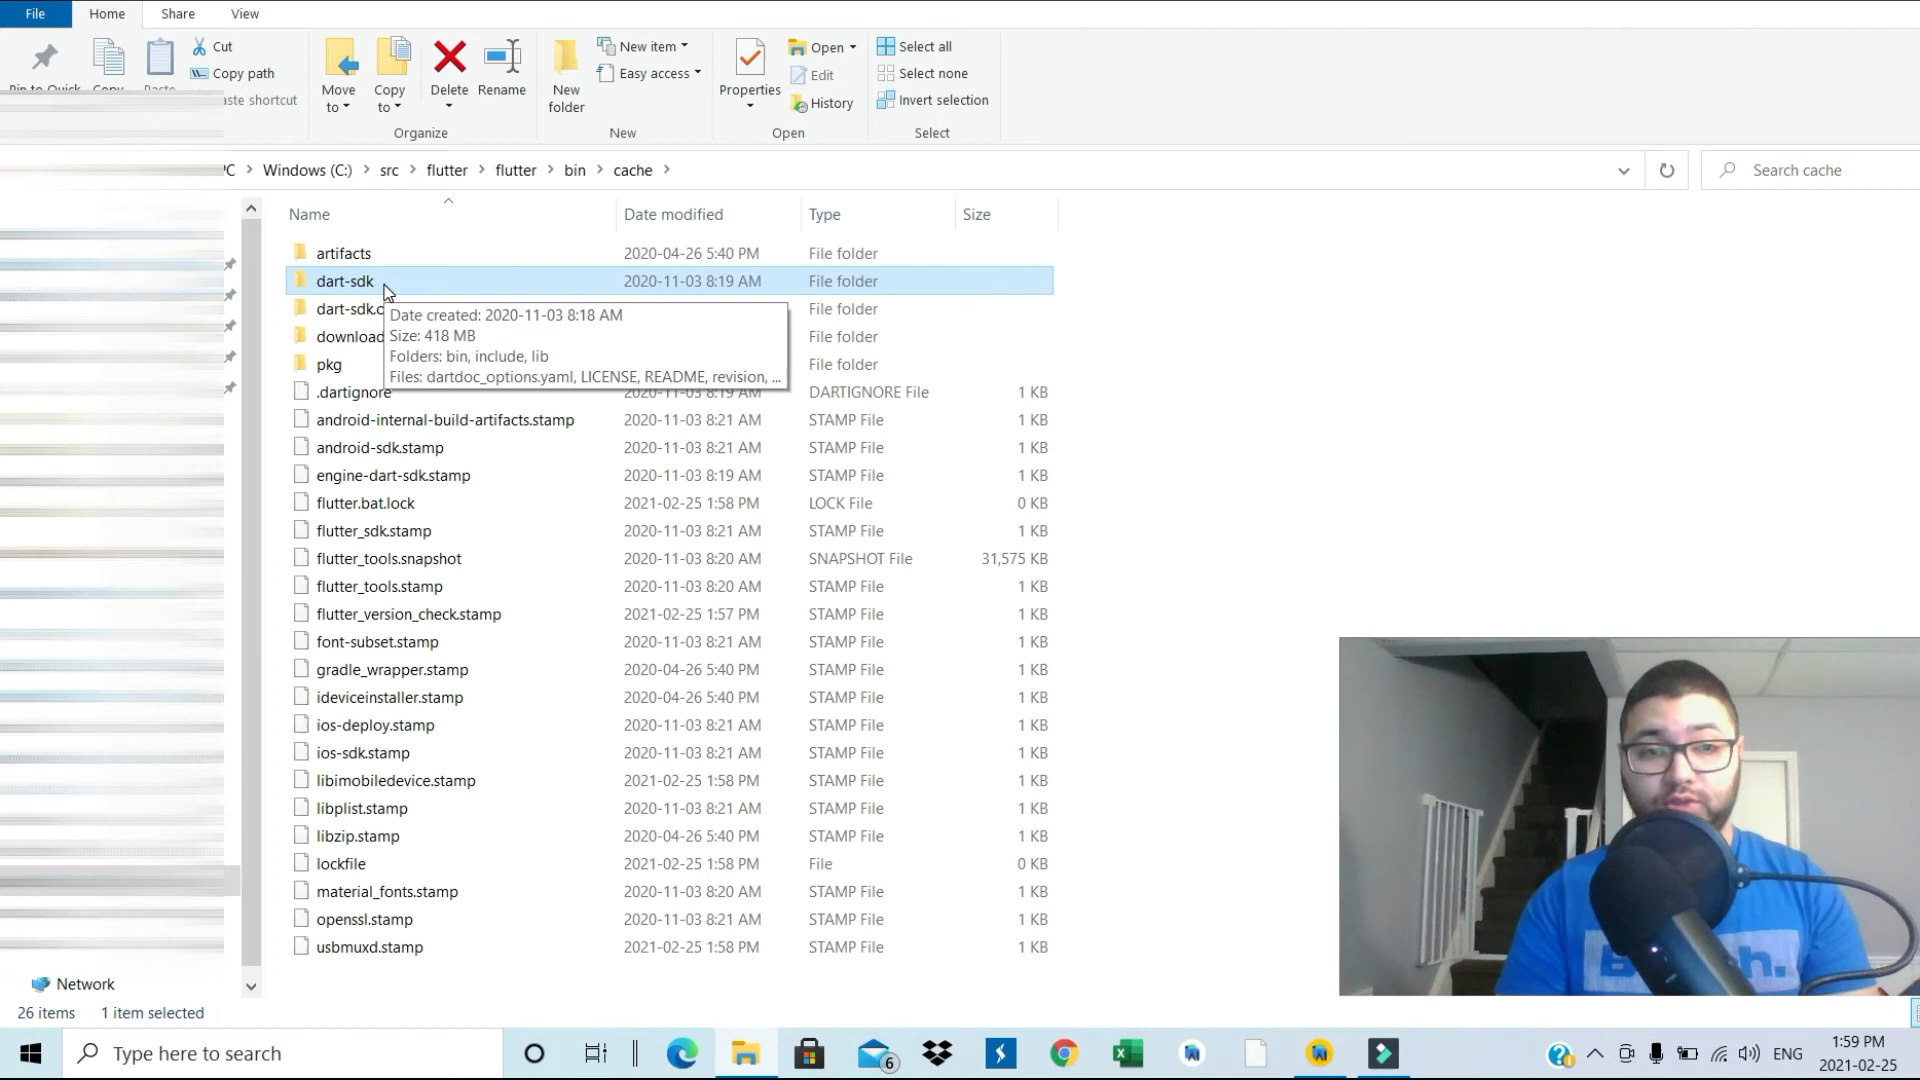 File Home Share View
Cut
Copy path
Move to
Copy to
Delete
Rename
New folder
New item
Easy access
Properties
Open
Edit
History
Select all
Select none
Invert selection
Organize New Open Select
Windows (C:) > src > flutter > flutter > bin > cache >
Search cache
Name Date modified Type Size
artifacts 2020-04-26 5:40 PM File folder
dart-sdk 2020-11-03 8:19 AM File folder
File folder
File folder
pkg File folder
Date created: 2020-11-03 8:18 AM
Size: 418 MB
Folders: bin, include, lib
Files: dartdoc_options.yaml, LICENSE, README, revision, ...
.dartignore 2020-11-03 8:19 AM DARTIGNORE File 1 KB
android-internal-build-artifacts.stamp 2020-11-03 8:21 AM STAMP File 1 KB
android-sdk.stamp 2020-11-03 8:21 AM STAMP File 1 KB
engine-dart-sdk.stamp 2020-11-03 8:19 AM STAMP File 1 KB
flutter.bat.lock 2021-02-25 1:58 PM LOCK File 0 KB
flutter_sdk.stamp 2020-11-03 8:21 AM STAMP File 1 KB
flutter_tools.snapshot 2020-11-03 8:20 AM SNAPSHOT File 31,575 KB
flutter_tools.stamp 2020-11-03 8:20 AM STAMP File 1 KB
flutter_version_check.stamp 2021-02-25 1:57 PM STAMP File 1 KB
font-subset.stamp 2020-11-03 8:21 AM STAMP File 1 KB
gradle_wrapper.stamp 2020-04-26 5:40 PM STAMP File 1 KB
ideviceinstaller.stamp 2020-04-26 5:40 PM STAMP File 1 KB
ios-deploy.stamp 2020-11-03 8:21 AM STAMP File 1 KB
ios-sdk.stamp 2020-11-03 8:21 AM STAMP File 1 KB
libimobiledevice.stamp 2021-02-25 1:58 PM STAMP File 1 KB
libplist.stamp 2020-11-03 8:21 AM STAMP File 1 KB
libzip.stamp 2020-04-26 5:40 PM STAMP File 1 KB
lockfile 2021-02-25 1:58 PM File 0 KB
material_fonts.stamp 2020-11-03 8:20 AM STAMP File 1 KB
openssl.stamp 2020-11-03 8:21 AM STAMP File 1 KB
usbmuxd.stamp 2021-02-25 1:58 PM STAMP File 1 KB
Network
26 items 1 item selected
Type here to search
6
ENG
1:59 PM
2021-02-25